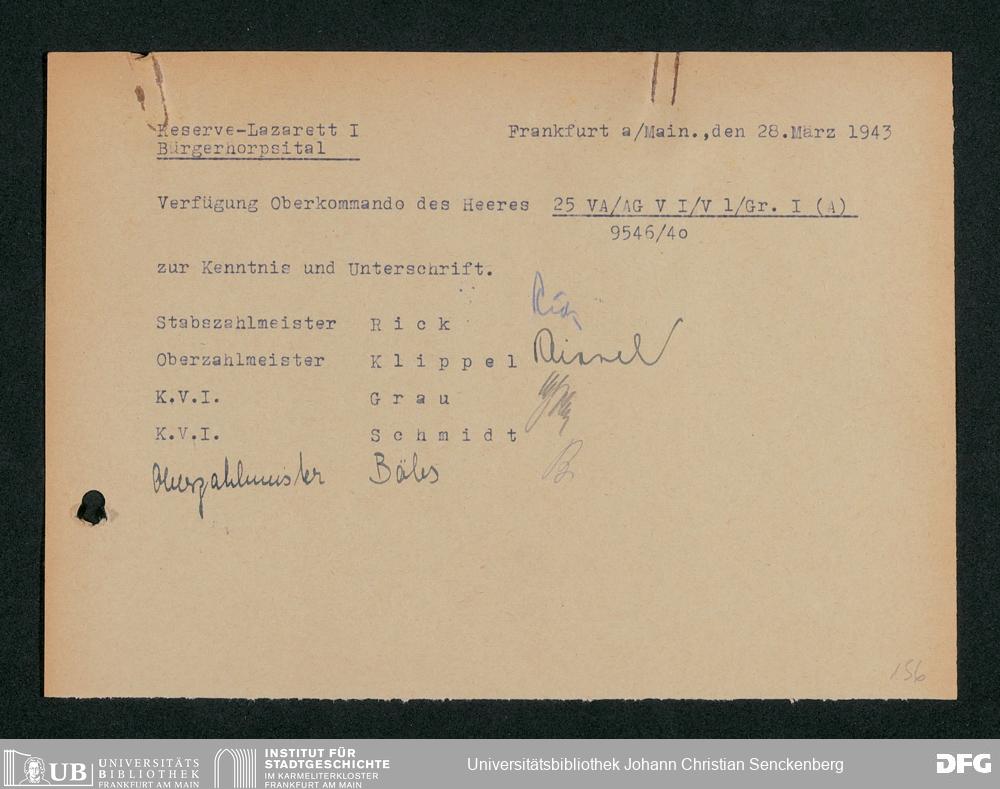 Reserve-Lazarett I
Frankfurt a/Main.,den 28.März 1943
Bürgerhorpsital
Verfügung Oberkommando des Heeres 25 VA/AG V I/V l/Gr. I (A)
9546/4o
zur Kenntnis und Unterschrift.
Stabszahlmeister R i c k
Oberzahlmeister K l i p p e l
K.V.I. G r a u
K.V.I. S c h m i d t
Oberzahlmeister
156
UB UNIVERSITÄTS BIBLIOTHEK FRANKFURT AM MAIN
INSTITUT FÜR STADTGESCHICHTE IM KARMELITERKLOSTER FRANKFURT AM MAIN
Universitätsbibliothek Johann Christian Senckenberg
DFG